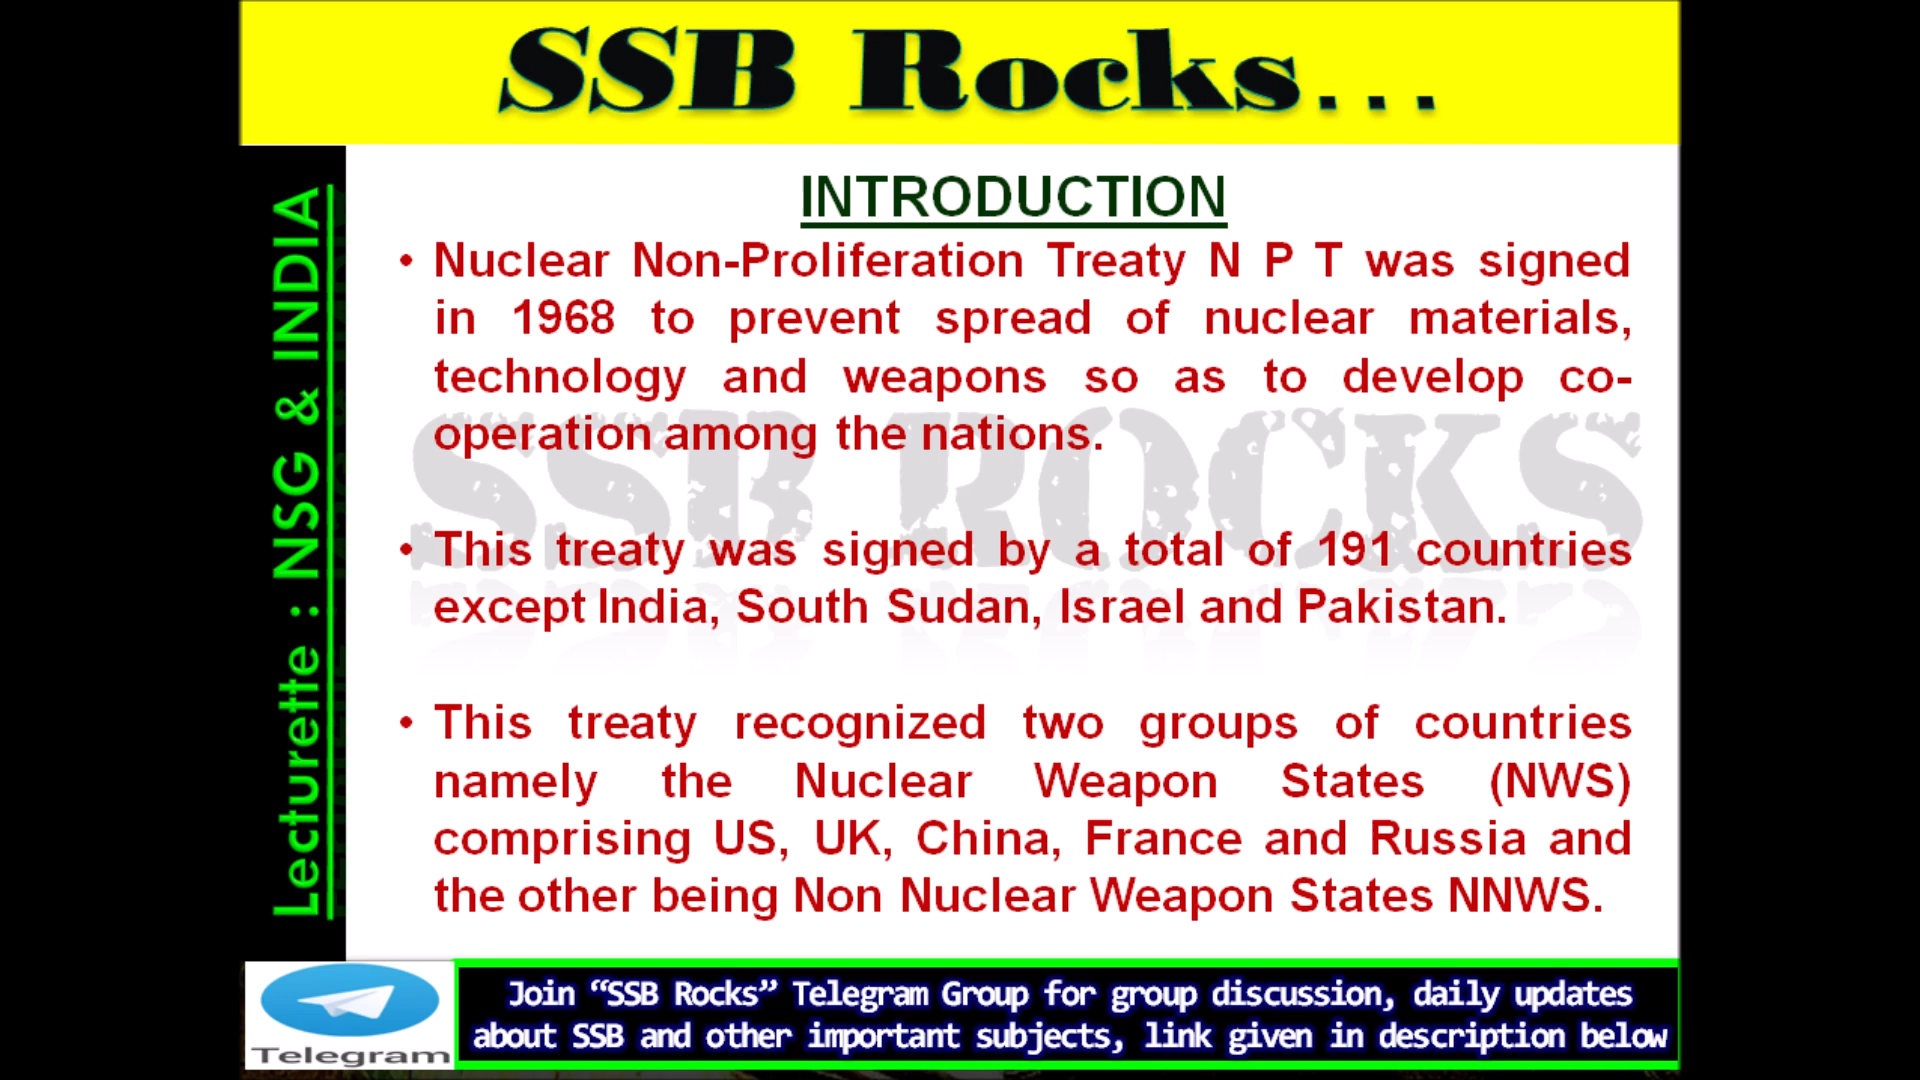 SSB Rocks...
Lecturette : NSG & INDIA
INTRODUCTION
• Nuclear Non-Proliferation Treaty N P T was signed
in 1968 to prevent spread of nuclear materials,
technology and weapons so as to develop co-
operation among the nations.
• This treaty was signed by a total of 191 countries
except India, South Sudan, Israel and Pakistan.
• This treaty recognized two groups of countries
namely the Nuclear Weapon States (NWS)
comprising US, UK, China, France and Russia and
the other being Non Nuclear Weapon States NNWS.
SSB ROCKS
Telegram
Join “SSB Rocks” Telegram Group for group discussion, daily updates
about SSB and other important subjects, link given in description below